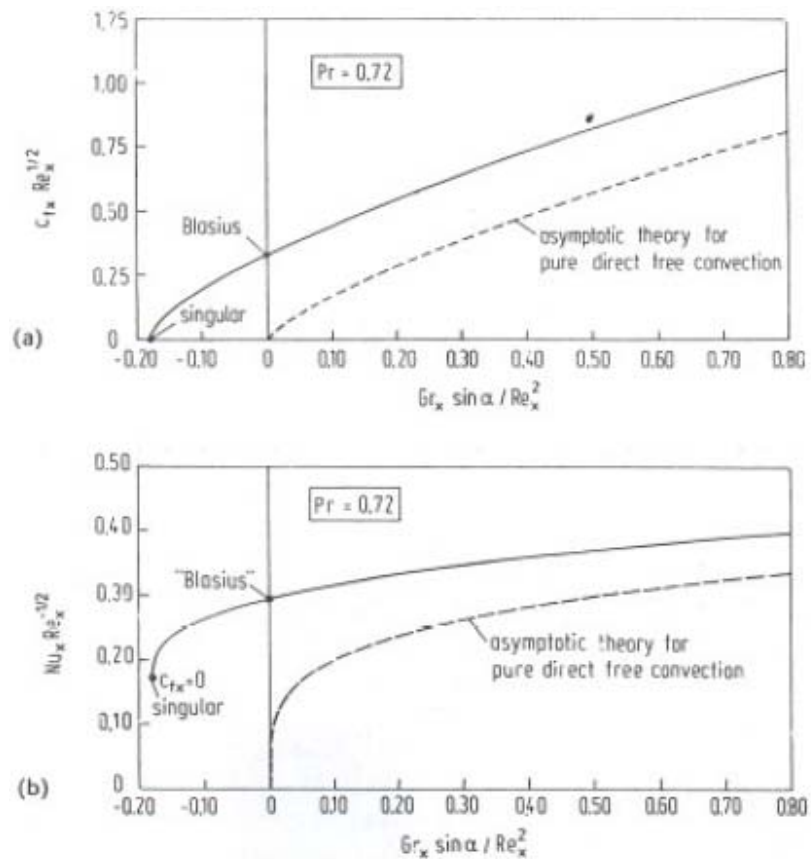 1.75
Pr = 0.72
1.00
0.75
C_fx Re_x^1/2
0.50
Blasius
asymptotic theory for
pure direct free convection
0.25
singular
(a)
0
-0.20 -0.10 0 0.10 0.20 0.30 0.40 0.50 0.60 0.70 0.80
Gr_x sin α / Re_x^2
0.50
Pr = 0.72
0.40
"Blasius"
0.39
Nu_x Re_x^-1/2
0.20
asymptotic theory for
pure direct free convection
C_fx=0
singular
0.10
(b)
0
-0.20 -0.10 0 0.10 0.20 0.30 0.40 0.50 0.60 0.70 0.80
Gr_x sin α / Re_x^2